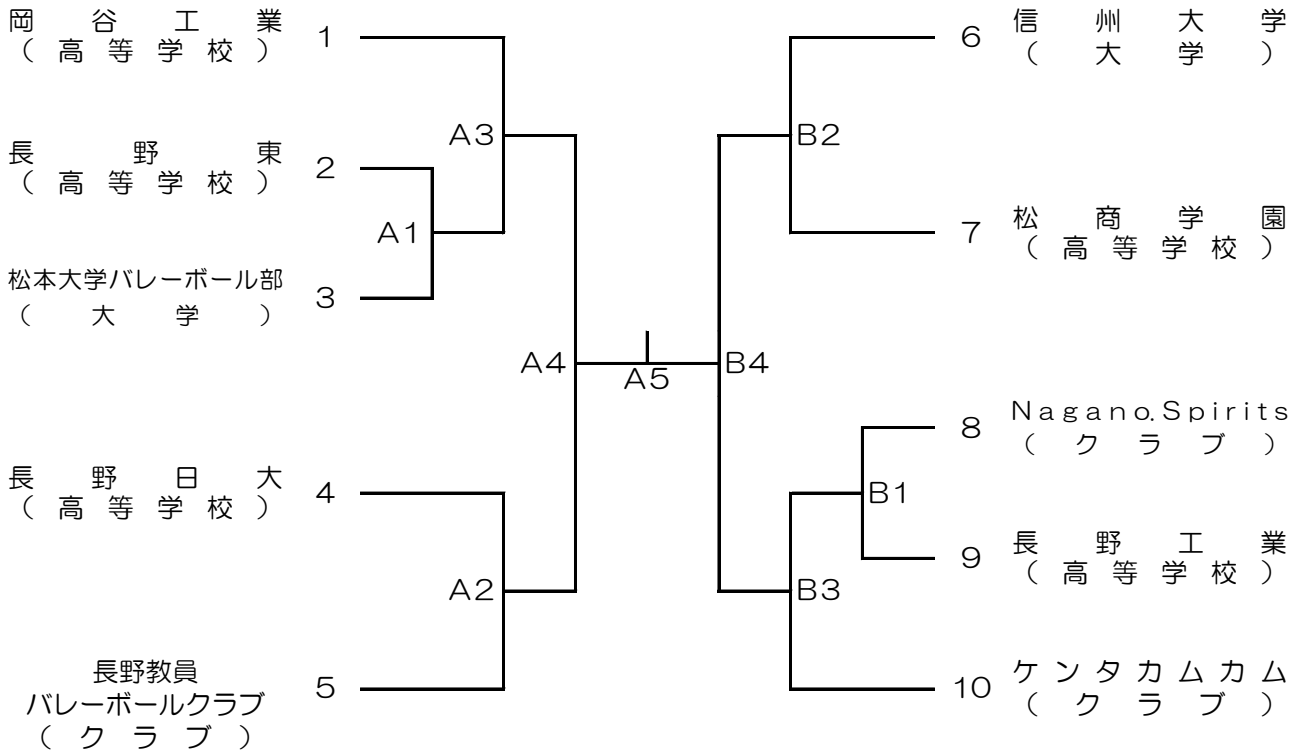 岡谷工業
(高等学校)
1
長野東
(高等学校)
2
松本大学バレーボール部
(大学)
3
長野日大
(高等学校)
4
長野教員
バレーボールクラブ
(クラブ)
5
A3
A1
A4
A2
A5
B4
B2
B1
B3
6
信州大学
(大学)
7
松商学園
(高等学校)
8
Nagano.Spirits
(クラブ)
9
長野工業
(高等学校)
10
ケンタカムカム
(クラブ)